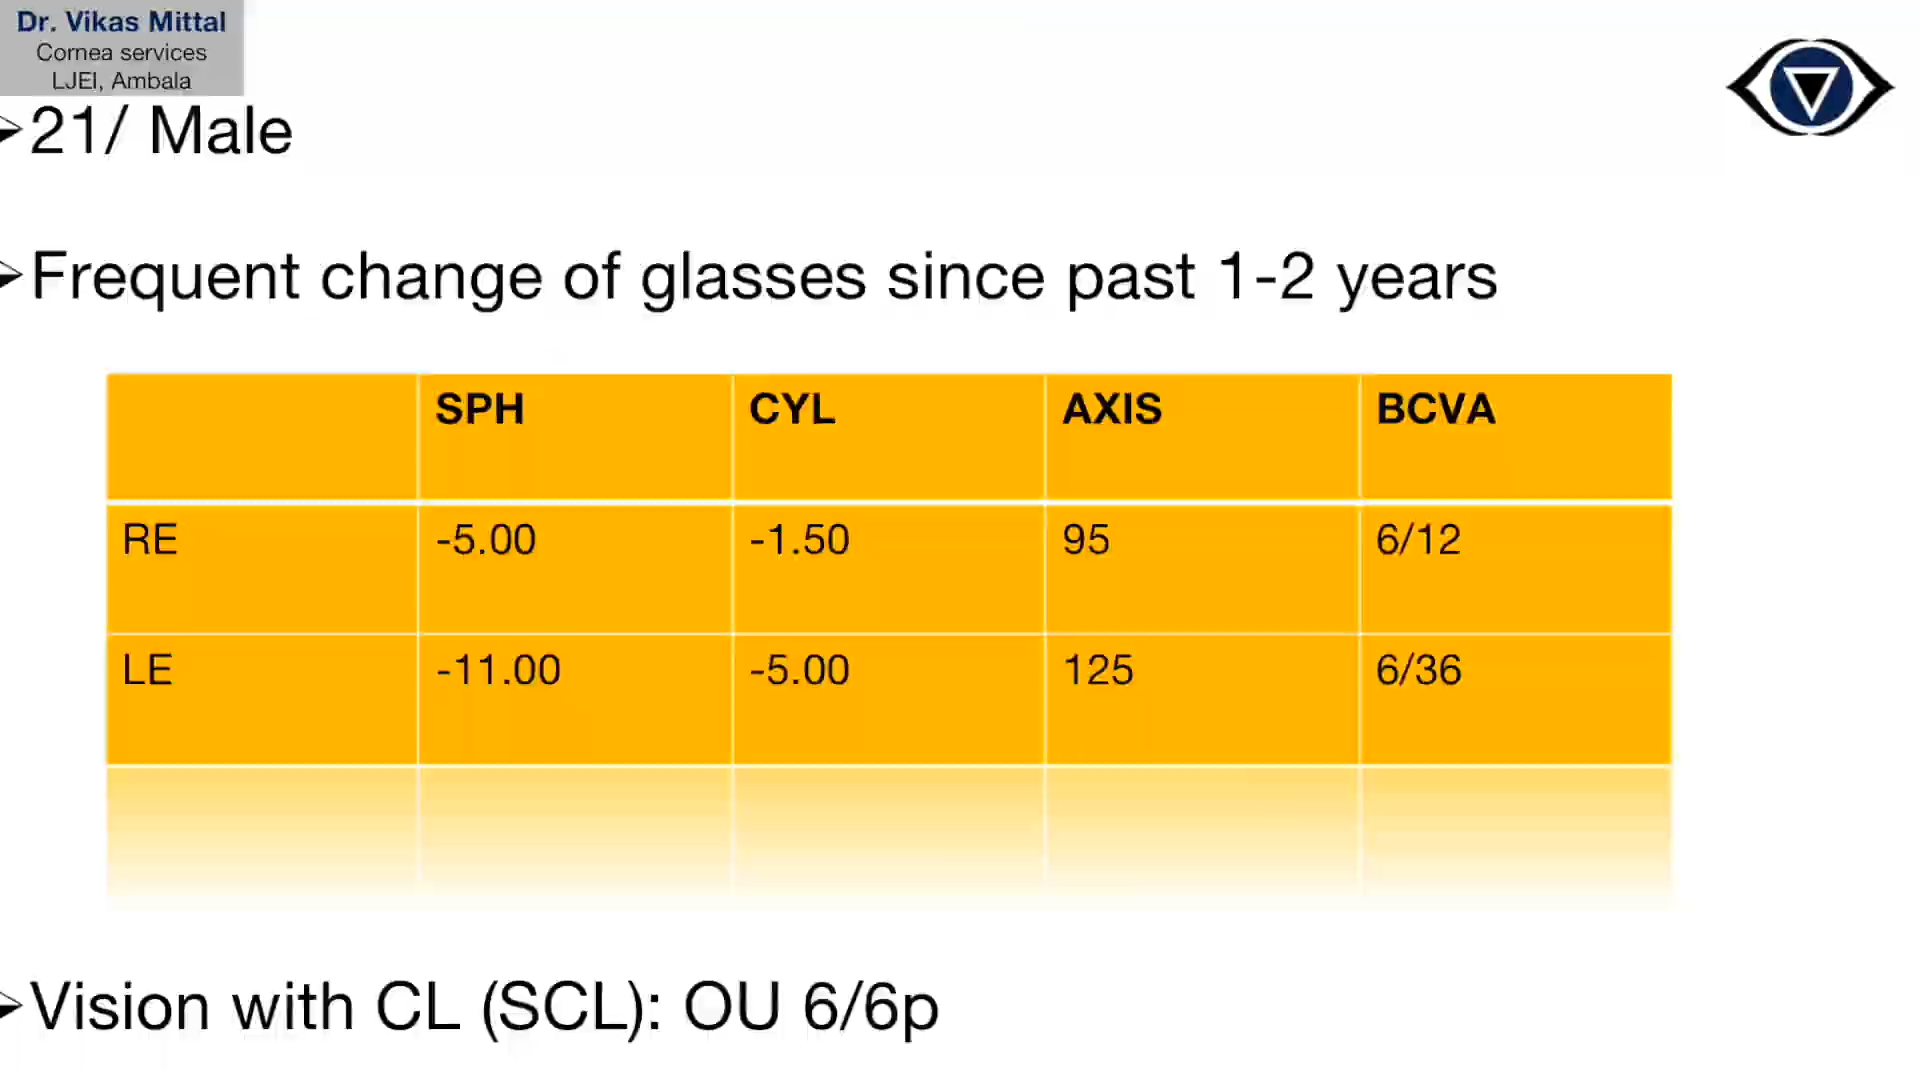 Dr. Vikas Mittal
Cornea services
LJEI, Ambala
21/ Male
Frequent change of glasses since past 1-2 years
SPH CYL AXIS BCVA
RE -5.00 -1.50 95 6/12
LE -11.00 -5.00 125 6/36
Vision with CL (SCL): OU 6/6p